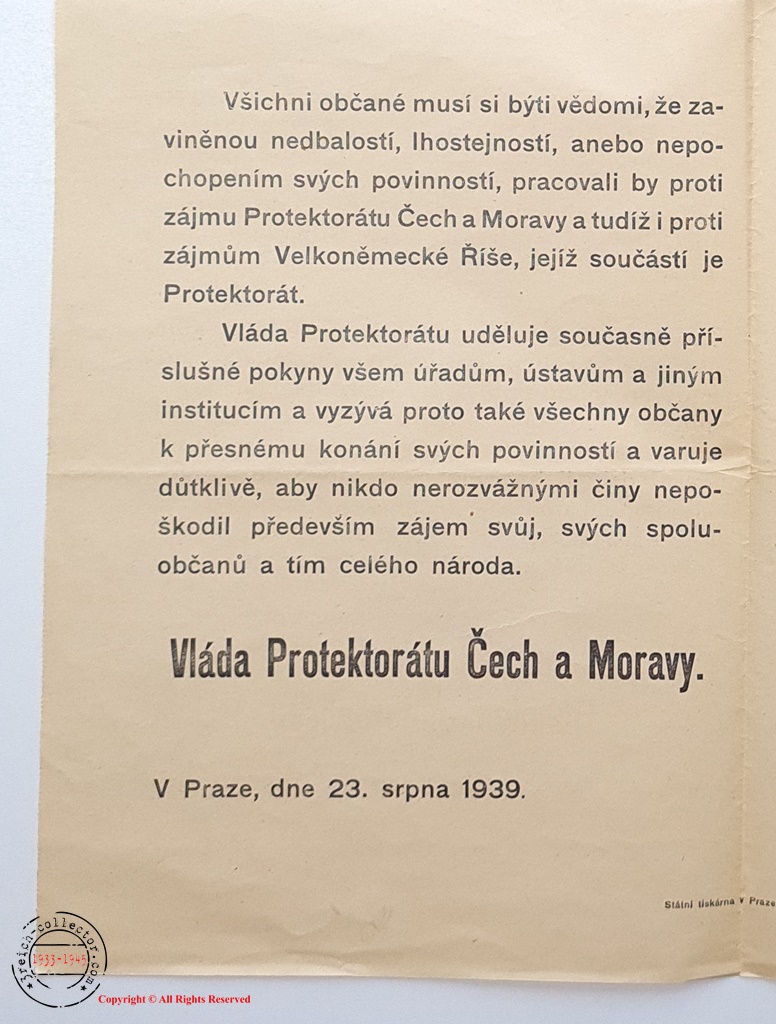 Všichni občané musí si býti vědomi, že za-
viněnou nedbalostí, lhostejností, anebo nepo-
chopením svých povinností, pracovali by proti
zájmu Protektorátu Čech a Moravy a tudíž i proti
zájmům Velkoněmecké Říše, jejíž součástí je
Protektorát.
Vláda Protektorátu uděluje současně pří-
slušné pokyny všem úřadům, ústavům a jiným
institucím a vyzývá proto také všechny občany
k přesnému konání svých povinností a varuje
důtklivě, aby nikdo nerozvážnými činy nepo-
škodil především zájem svůj, svých spolu-
občanů a tím celého národa.
Vláda Protektorátu Čech a Moravy.
V Praze, dne 23. srpna 1939.
Státní tiskárna v Praze
3reich-collector.com
1933-1945
Copyright © All Rights Reserved